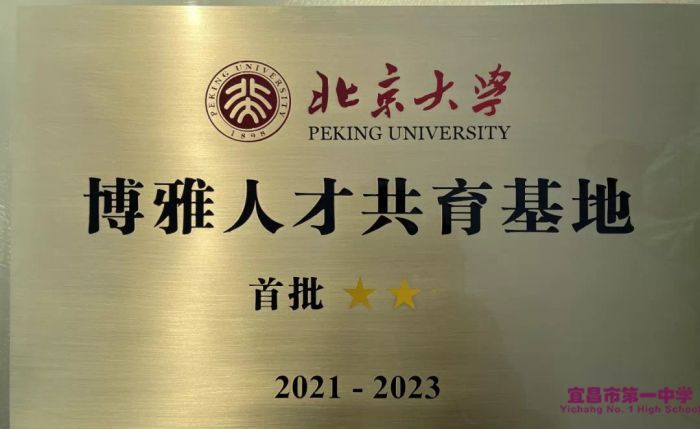 PEKING UNIVERSITY
1898
北京大学
PEKING UNIVERSITY
博雅人才共育基地
首批 ★★
2021 - 2023
宜昌市第一中学
Yichang No. 1 High School